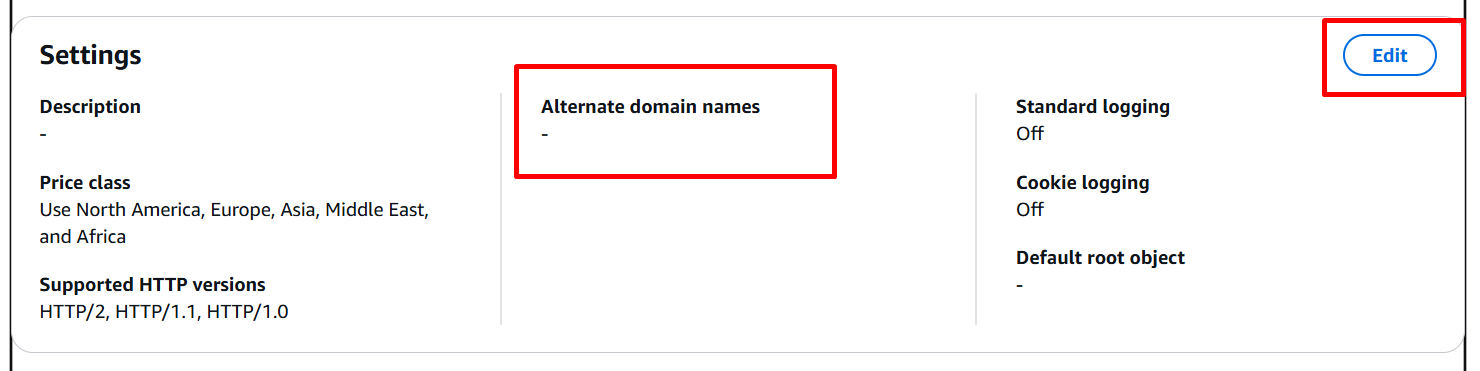 Settings
Edit
Description
-
Price class
Use North America, Europe, Asia, Middle East,
and Africa
Supported HTTP versions
HTTP/2, HTTP/1.1, HTTP/1.0
Alternate domain names
-
Standard logging
Off
Cookie logging
Off
Default root object
-